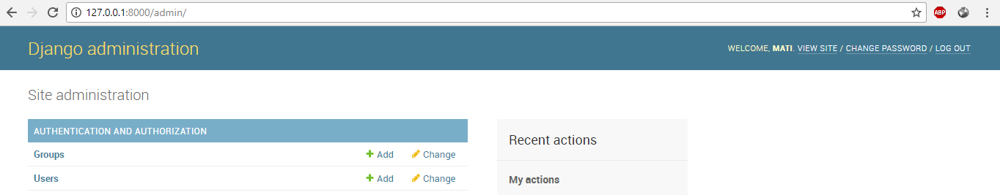 127.0.0.1:8000/admin/
ABP
Django administration
WELCOME, MATI. VIEW SITE / CHANGE PASSWORD / LOG OUT
Site administration
AUTHENTICATION AND AUTHORIZATION
Groups Add Change
Users Add Change
Recent actions
My actions